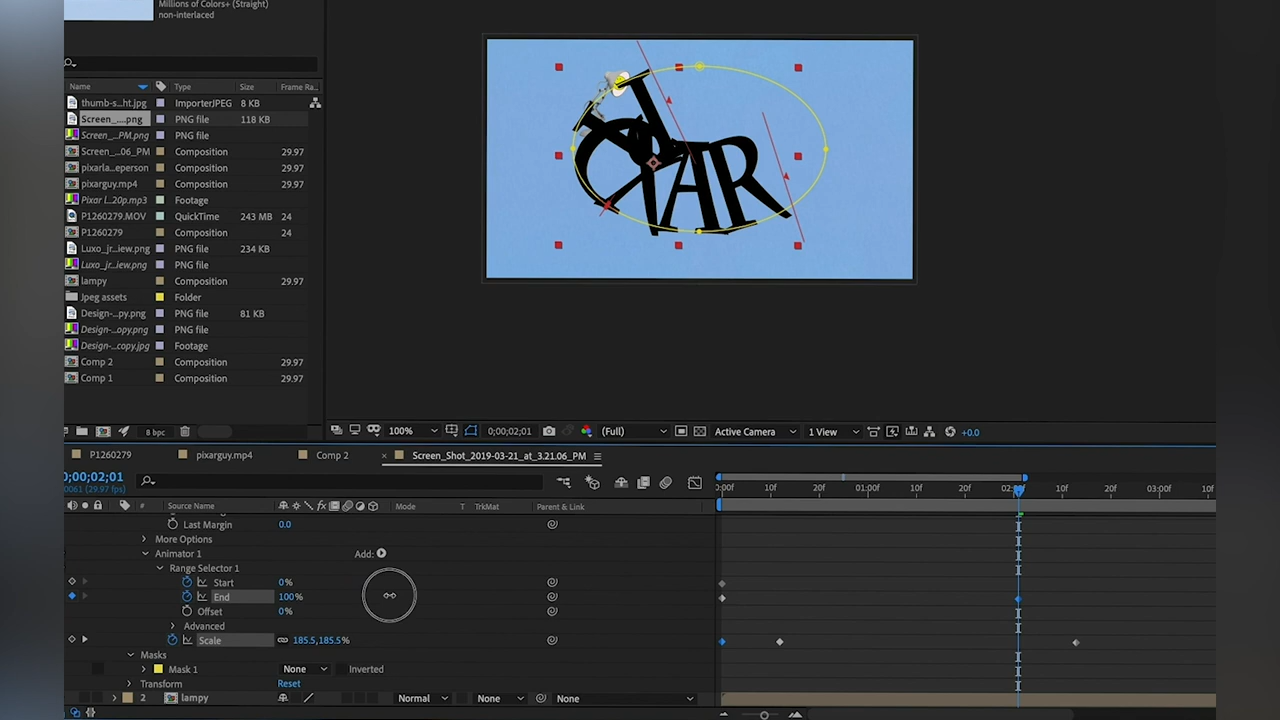 Millions of Colors+ (Straight)
non-interlaced
Name Type Size Frame Ra..
thumb-s...ht.jpg ImporterJPEG 8 KB
Screen_....png PNG file 118 KB
Screen_...PM.png PNG file
Screen_...06_PM Composition 29.97
pixarla...eperson Composition 29.97
pixarguy.mp4 Composition 29.97
Pixar l...20p.mp3 Footage
P1260279.MOV QuickTime 243 MB 24
P1260279 Composition 24
Luxo_jr...iew.png PNG file 234 KB
Luxo_jr...iew.png PNG file
lampy Composition 29.97
Jpeg assets Folder
Design-...py.png PNG file 81 KB
Design-...opy.png PNG file
Design-...copy.jpg Footage
Comp 2 Composition 29.97
Comp 1 Composition 29.97
8 bpc
100% 0;00;02;01 (Full) Active Camera 1 View +0.0
P1260279 pixarguy.mp4 Comp 2 × Screen_Shot_2019-03-21_at_3.21.06_PM
0;00;02;01
0061 (29.97 fps)
:00f 10f 20f 01:00f 10f 20f 02:00f 10f 20f 03:00f 10f
# Source Name Mode T TrkMat Parent & Link
Last Margin 0.0
More Options
Animator 1 Add:
Range Selector 1
Start 0%
End 100%
Offset 0%
Advanced
Scale 185.5,185.5%
Masks
Mask 1 None Inverted
Transform Reset
2 lampy Normal None None